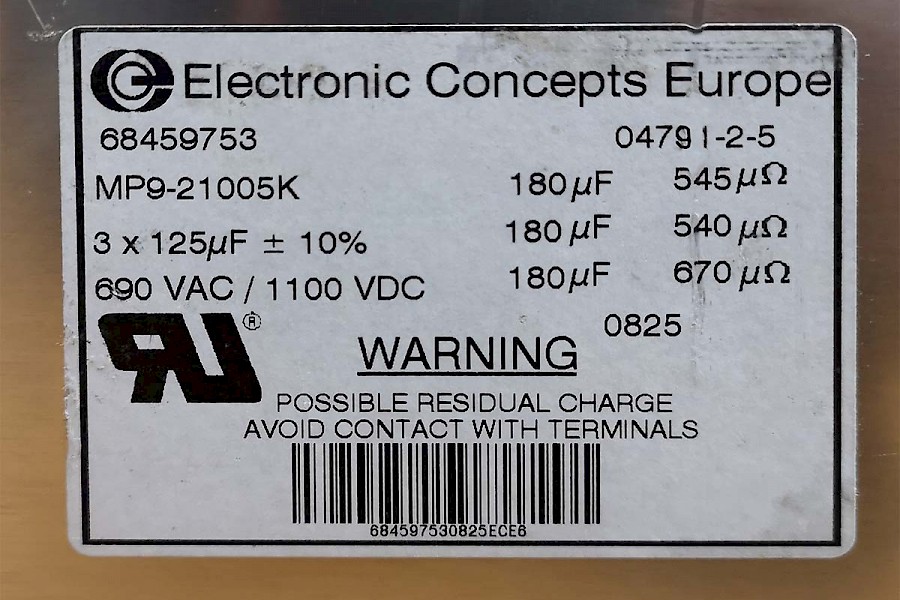 Electronic Concepts Europe
68459753 04791-2-5
MP9-21005K 180µF 545µΩ
3 x 125µF ± 10% 180µF 540µΩ
690 VAC / 1100 VDC 180µF 670µΩ
0825
RU®
WARNING
POSSIBLE RESIDUAL CHARGE
AVOID CONTACT WITH TERMINALS
684597530825ECE6